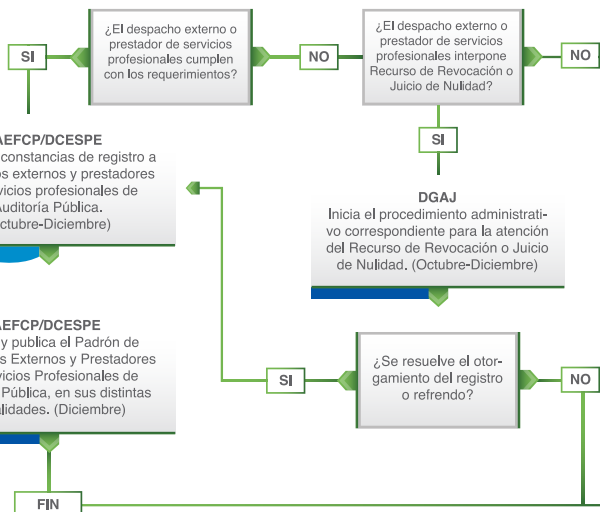 ¿El despacho externo o
prestador de servicios
profesionales cumplen
con los requerimientos?
SI
NO
¿El despacho externo o
prestador de servicios
profesionales interpone
Recurso de Revocación o
Juicio de Nulidad?
NO
SI
AEFCP/DCESPE
constancias de registro a
os externos y prestadores
vicios profesionales de
Auditoría Pública.
ctubre-Diciembre)
DGAJ
Inicia el procedimiento administrati-
vo correspondiente para la atención
del Recurso de Revocación o Juicio
de Nulidad. (Octubre-Diciembre)
AEFCP/DCESPE
y publica el Padrón de
s Externos y Prestadores
vicios Profesionales de
Pública, en sus distintas
alidades. (Diciembre)
SI
¿Se resuelve el otor-
gamiento del registro
o refrendo?
NO
FIN